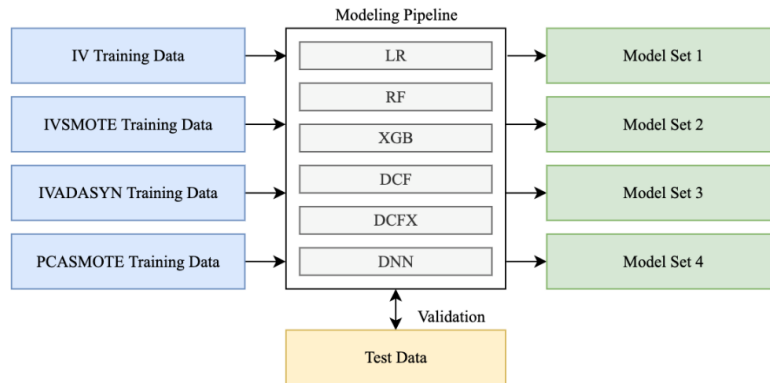 Modeling Pipeline
IV Training Data
IVSMOTE Training Data
IVADASYN Training Data
PCASMOTE Training Data
LR
RF
XGB
DCF
DCFX
DNN
Model Set 1
Model Set 2
Model Set 3
Model Set 4
Validation
Test Data